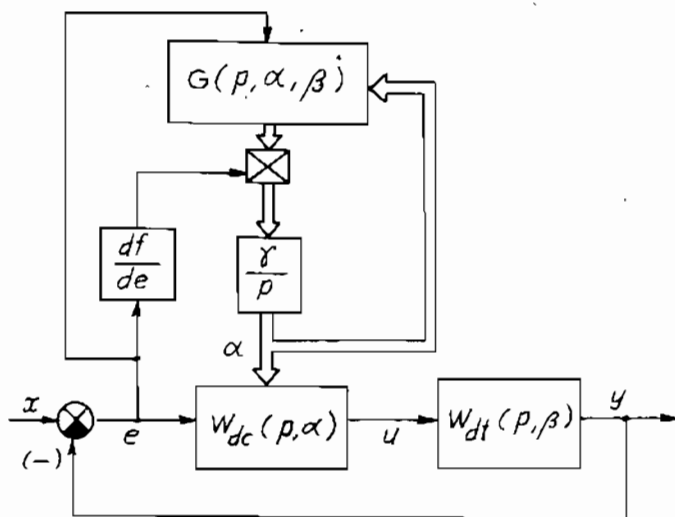 G(p, α, β)
df
de
γ
p
α
x
(-)
e
W_dc(p, α)
u
W_dt(p, β)
y